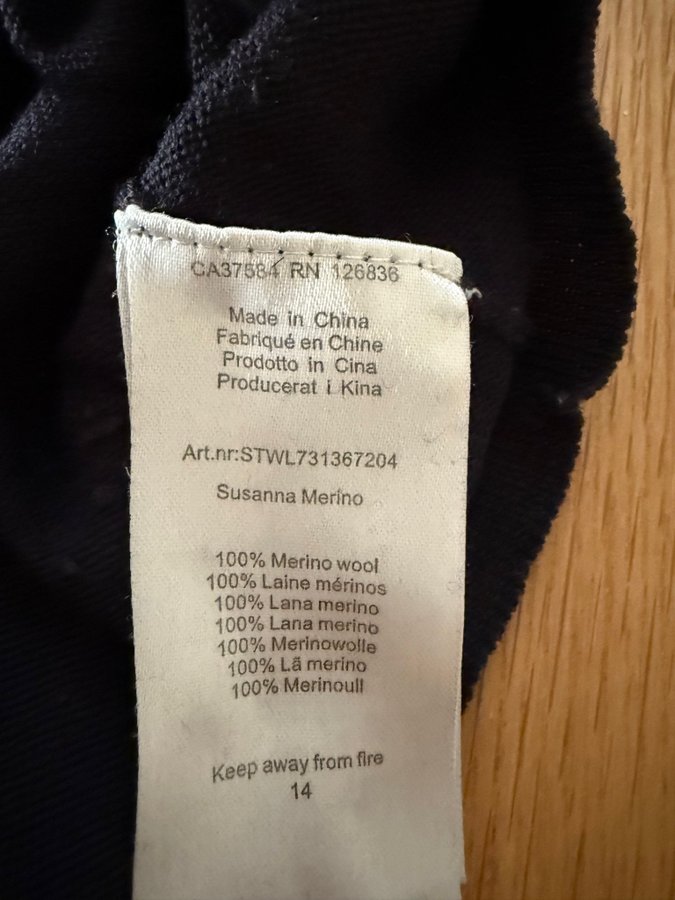 CA37584 RN 126836
Made in China
Fabriqué en Chine
Prodotto in Cina
Producerat i Kina
Art.nr:STWL731367204
Susanna Merino
100% Merino wool
100% Laine mérinos
100% Lana merino
100% Lana merino
100% Merinowolle
100% Lã merino
100% Merinoull
Keep away from fire
14